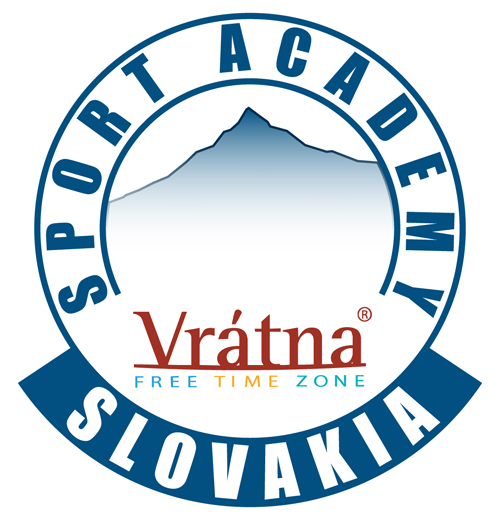 SPORT ACADEMY
Vrátna®
FREE TIME ZONE
SLOVAKIA